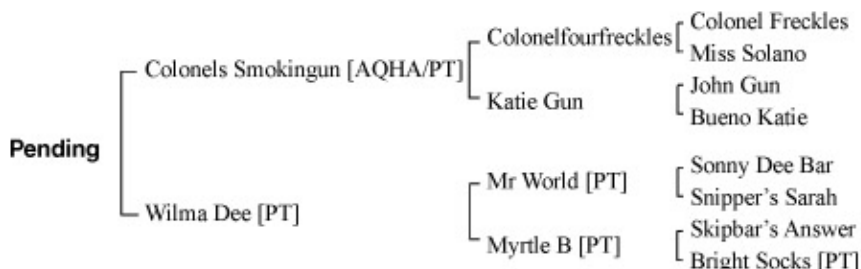 Colonel Freckles
Colonelfourfreckles
Miss Solano
Colonels Smokingun [AQHA/PT]
John Gun
Katie Gun
Bueno Katie
Pending
Sonny Dee Bar
Mr World [PT]
Snipper's Sarah
Wilma Dee [PT]
Skipbar's Answer
Myrtle B [PT]
Bright Socks [PT]